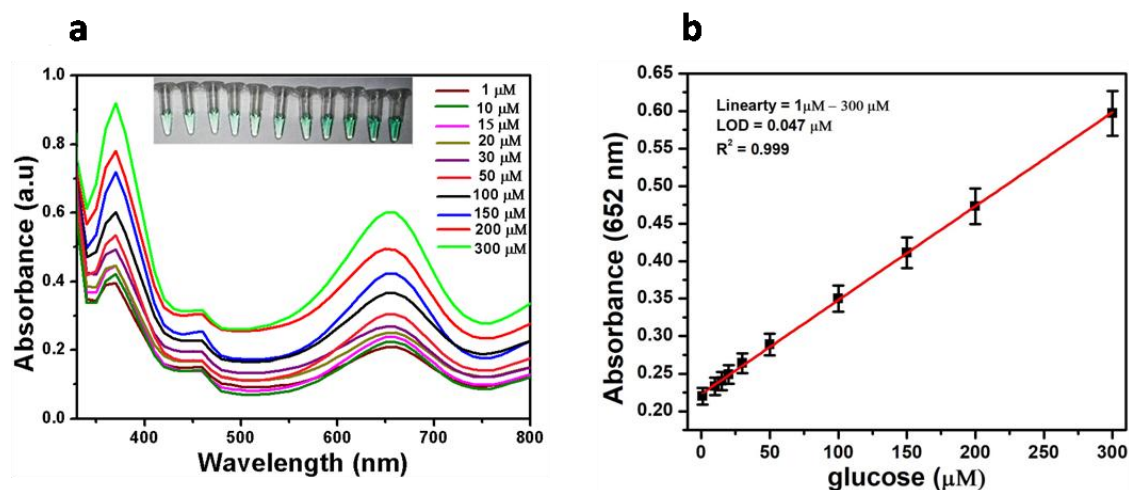 a
b
1.0
0.8
0.6
0.4
0.2
0.0
Absorbance (a.u)
400
500
600
700
800
Wavelength (nm)
1 μM
10 μM
15 μM
20 μM
30 μM
50 μM
100 μM
150 μM
200 μM
300 μM
0.65
0.60
0.55
0.50
0.45
0.40
0.35
0.30
0.25
0.20
Absorbance (652 nm)
Linearty = 1μM – 300 μM
LOD = 0.047 μM
R² = 0.999
0
50
100
150
200
250
300
glucose (μM)